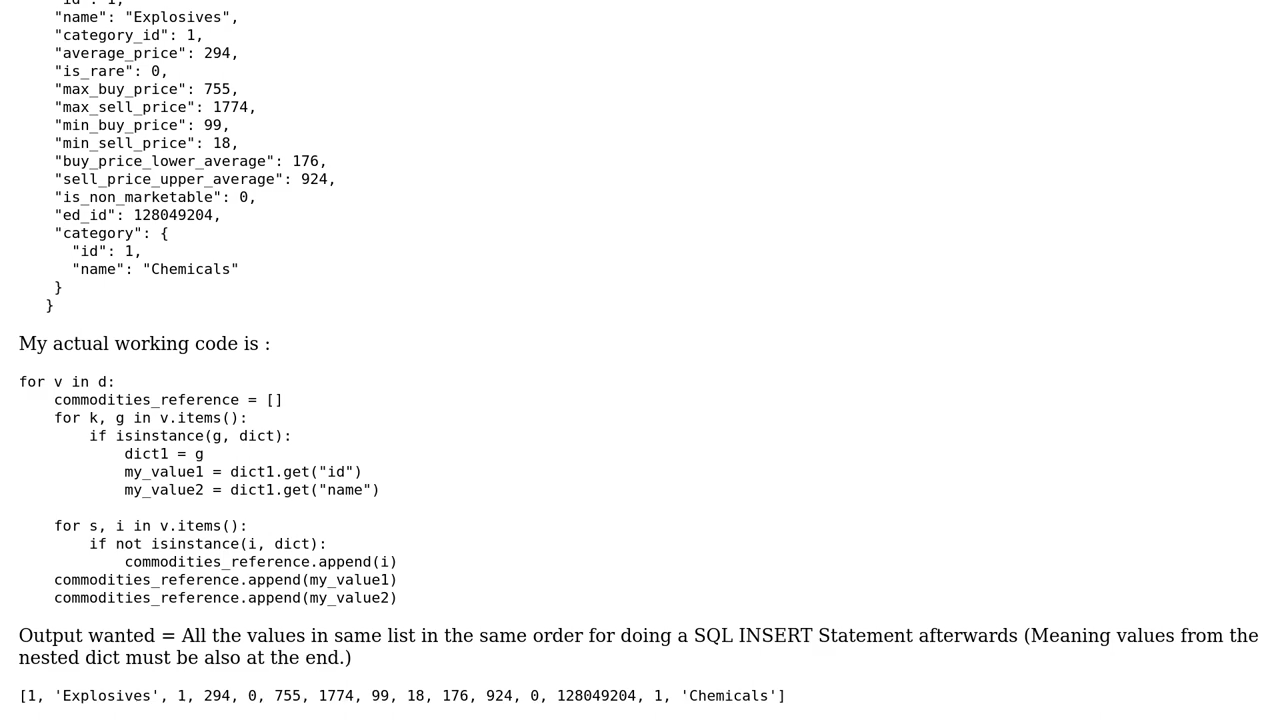 "id": 1,
"name": "Explosives",
"category_id": 1,
"average_price": 294,
"is_rare": 0,
"max_buy_price": 755,
"max_sell_price": 1774,
"min_buy_price": 99,
"min_sell_price": 18,
"buy_price_lower_average": 176,
"sell_price_upper_average": 924,
"is_non_marketable": 0,
"ed_id": 128049204,
"category": {
"id": 1,
"name": "Chemicals"
}
}
My actual working code is :
for v in d:
commodities_reference = []
for k, g in v.items():
if isinstance(g, dict):
dict1 = g
my_value1 = dict1.get("id")
my_value2 = dict1.get("name")
for s, i in v.items():
if not isinstance(i, dict):
commodities_reference.append(i)
commodities_reference.append(my_value1)
commodities_reference.append(my_value2)
Output wanted = All the values in same list in the same order for doing a SQL INSERT Statement afterwards (Meaning values from the
nested dict must be also at the end.)
[1, 'Explosives', 1, 294, 0, 755, 1774, 99, 18, 176, 924, 0, 128049204, 1, 'Chemicals']